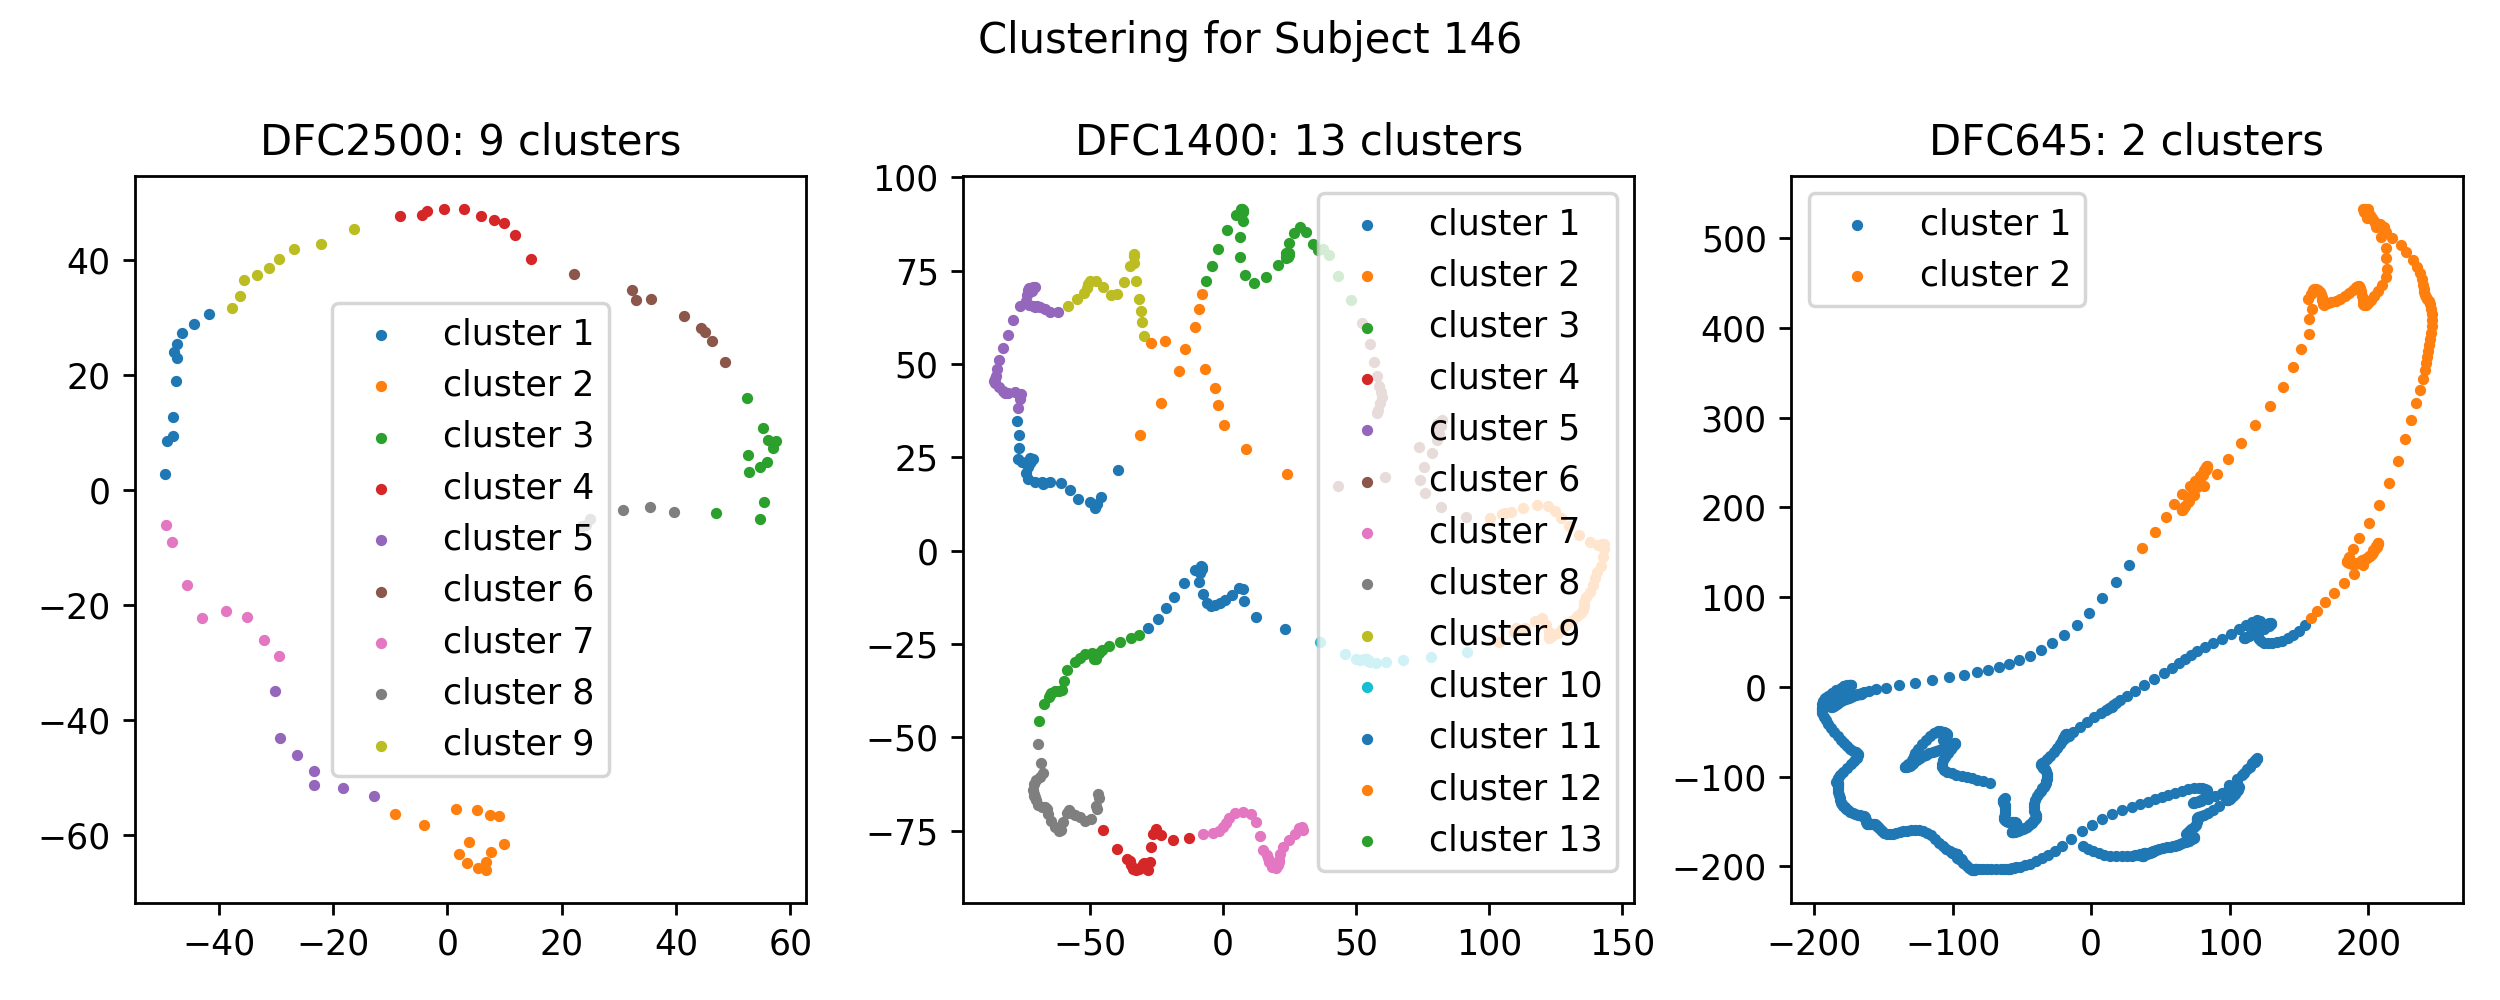 Clustering for Subject 146
DFC2500: 9 clusters
40
20
0
−20
−40
−60
−40
−20
0
20
40
60
cluster 1
cluster 2
cluster 3
cluster 4
cluster 5
cluster 6
cluster 7
cluster 8
cluster 9
DFC1400: 13 clusters
100
75
50
25
0
−25
−50
−75
−50
0
50
100
150
cluster 1
cluster 2
cluster 3
cluster 4
cluster 5
cluster 6
cluster 7
cluster 8
cluster 9
cluster 10
cluster 11
cluster 12
cluster 13
DFC645: 2 clusters
500
400
300
200
100
0
−100
−200
−200
−100
0
100
200
cluster 1
cluster 2